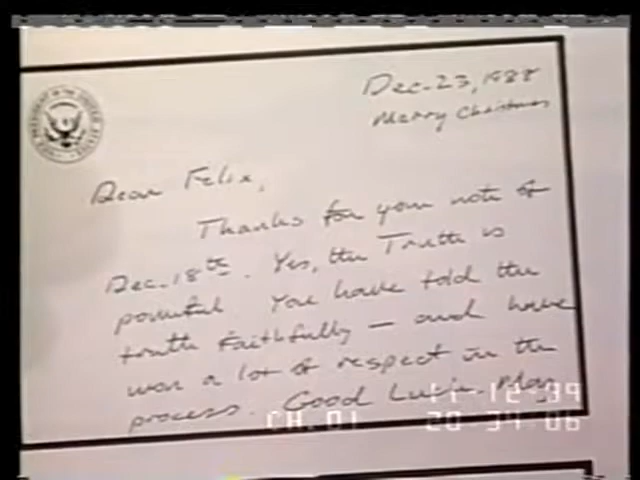 Dec. 23, 1988
Merry Christmas
Dear Felix,
Thanks for your note of
Dec. 18th. Yes, the Truth is
powerful. You have told the
truth faithfully — and have
won a lot of respect in the
process. Good Luck. May
CH.01
20-39-06